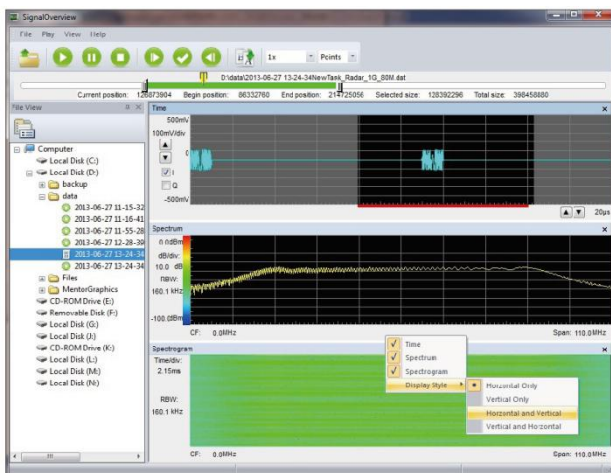 SignalOverview
File Play View Help
1x Points
D:\data\2013-06-27 13-24-34NewTank_Radar_1G_80M.dat
Current position: 126873904 Begin position: 86332760 End position: 214725056 Selected size: 128392296 Total size: 398458880
File View
Computer
Local Disk (C:)
Local Disk (D:)
backup
data
2013-06-27 11-15-32
2013-06-27 11-16-41
2013-06-27 11-55-28
2013-06-27 12-28-39
2013-06-27 13-24-34
2013-06-27 13-24-34
Files
MentorGraphics
CD-ROM Drive (E:)
Removable Disk (F:)
Local Disk (G:)
Local Disk (J:)
CD-ROM Drive (K:)
Local Disk (L:)
Local Disk (M:)
Local Disk (N:)
Time
500mV
100mV/div
0
I
Q
-500mV
20µs
Spectrum
0.0dBm
dB/div:
10.0 dB
RBW:
160.1 kHz
-100.0dBm
CF: 0.0MHz Span: 110.0MHz
Spectrogram
Time/div:
2.15ms
RBW:
160.1 kHz
CF: 0.0MHz Span: 110.0MHz
Time
Spectrum
Spectrogram
Display Style
Horizontal Only
Vertical Only
Horizontal and Vertical
Vertical and Horizontal